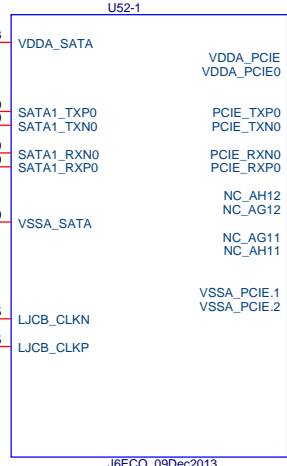 U52-1
VDDA_SATA
VDDA_PCIE
VDDA_PCIE0
SATA1_TXP0
PCIE_TXP0
SATA1_TXN0
PCIE_TXN0
SATA1_RXN0
PCIE_RXN0
SATA1_RXP0
PCIE_RXP0
NC_AH12
NC_AG12
VSSA_SATA
NC_AG11
NC_AH11
VSSA_PCIE.1
VSSA_PCIE.2
LJCB_CLKN
LJCB_CLKP
J6ECO_09Dec2013